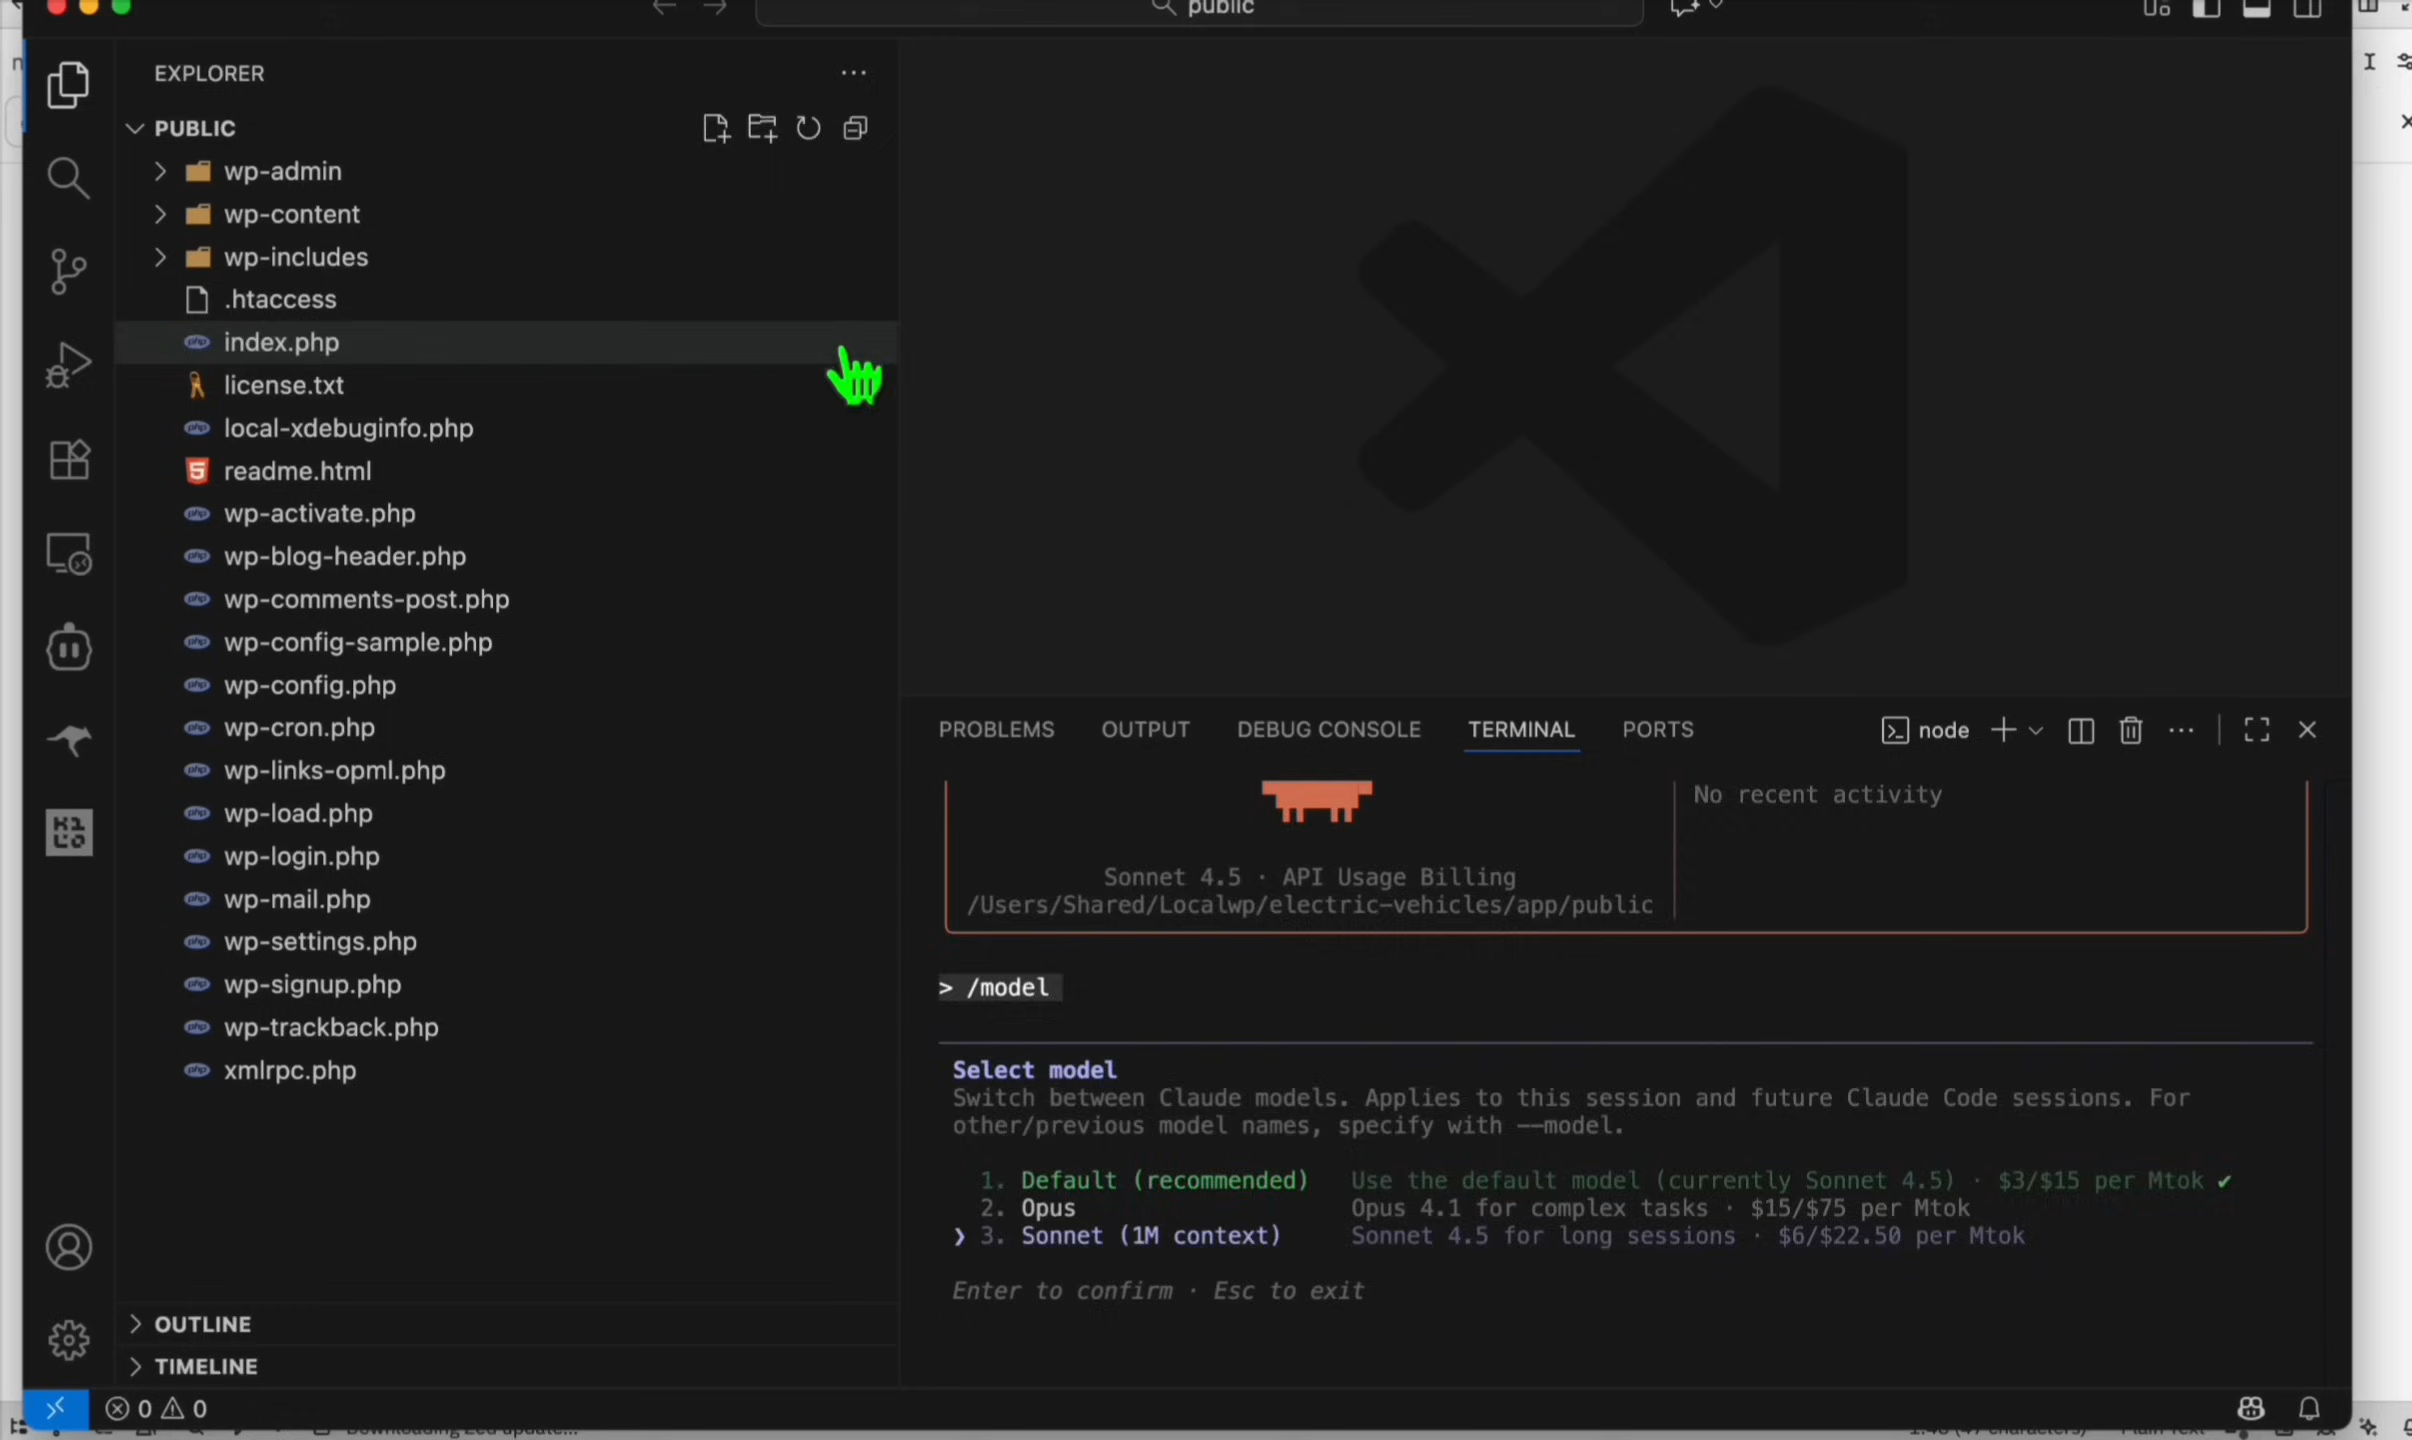 public
EXPLORER
PUBLIC
wp-admin
wp-content
wp-includes
.htaccess
index.php
license.txt
local-xdebuginfo.php
readme.html
wp-activate.php
wp-blog-header.php
wp-comments-post.php
wp-config-sample.php
wp-config.php
wp-cron.php
wp-links-opml.php
wp-load.php
wp-login.php
wp-mail.php
wp-settings.php
wp-signup.php
wp-trackback.php
xmlrpc.php
OUTLINE
TIMELINE
PROBLEMS OUTPUT DEBUG CONSOLE TERMINAL PORTS node
No recent activity
Sonnet 4.5 · API Usage Billing
/Users/Shared/Localwp/electric-vehicles/app/public
> /model
Select model
Switch between Claude models. Applies to this session and future Claude Code sessions. For
other/previous model names, specify with --model.
1. Default (recommended) Use the default model (currently Sonnet 4.5) · $3/$15 per Mtok ✔
2. Opus Opus 4.1 for complex tasks · $15/$75 per Mtok
❯ 3. Sonnet (1M context) Sonnet 4.5 for long sessions · $6/$22.50 per Mtok
Enter to confirm · Esc to exit
0 0